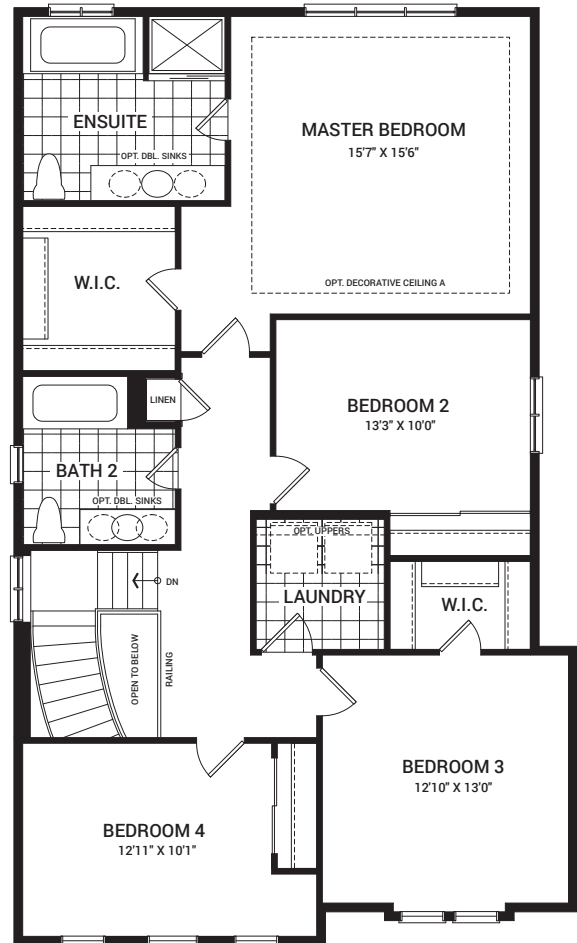 ENSUITE
OPT. DBL. SINKS
MASTER BEDROOM
15'7" X 15'6"
OPT. DECORATIVE CEILING A
W.I.C.
LINEN
BEDROOM 2
13'3" X 10'0"
BATH 2
OPT. DBL. SINKS
OPT. UPPERS
LAUNDRY
W.I.C.
DN
OPEN TO BELOW
RAILING
BEDROOM 3
12'10" X 13'0"
BEDROOM 4
12'11" X 10'1"